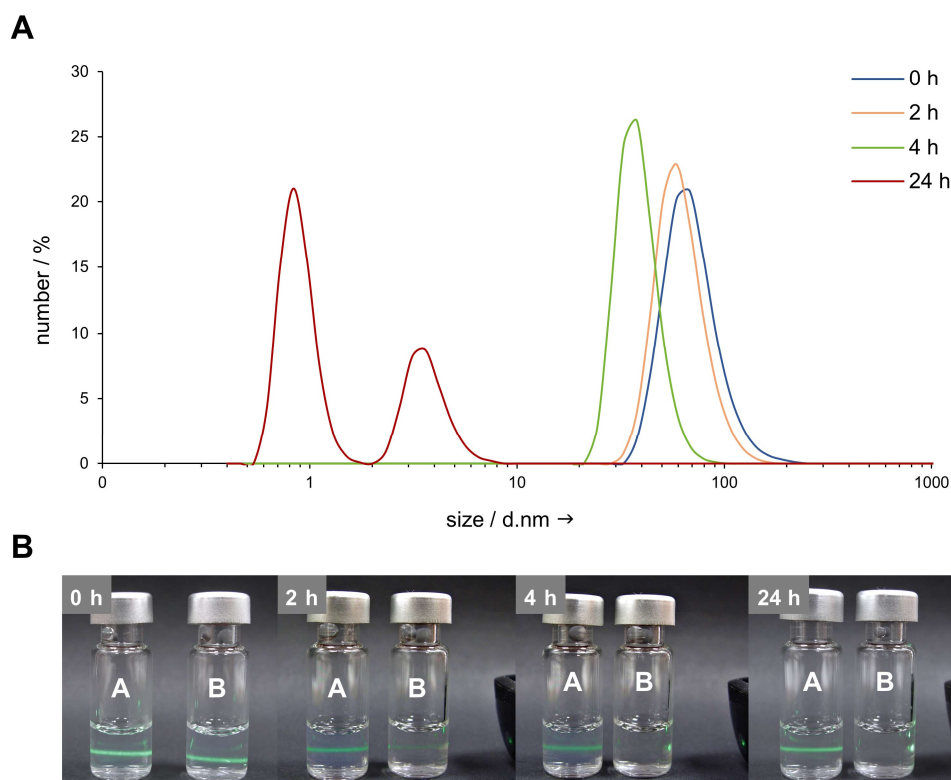 A
30
25
20
15
10
5
0
number / %
0 1 10 100 1000
size / d.nm →
0 h
2 h
4 h
24 h
B
0 h 2 h 4 h 24 h
A B A B A B A B